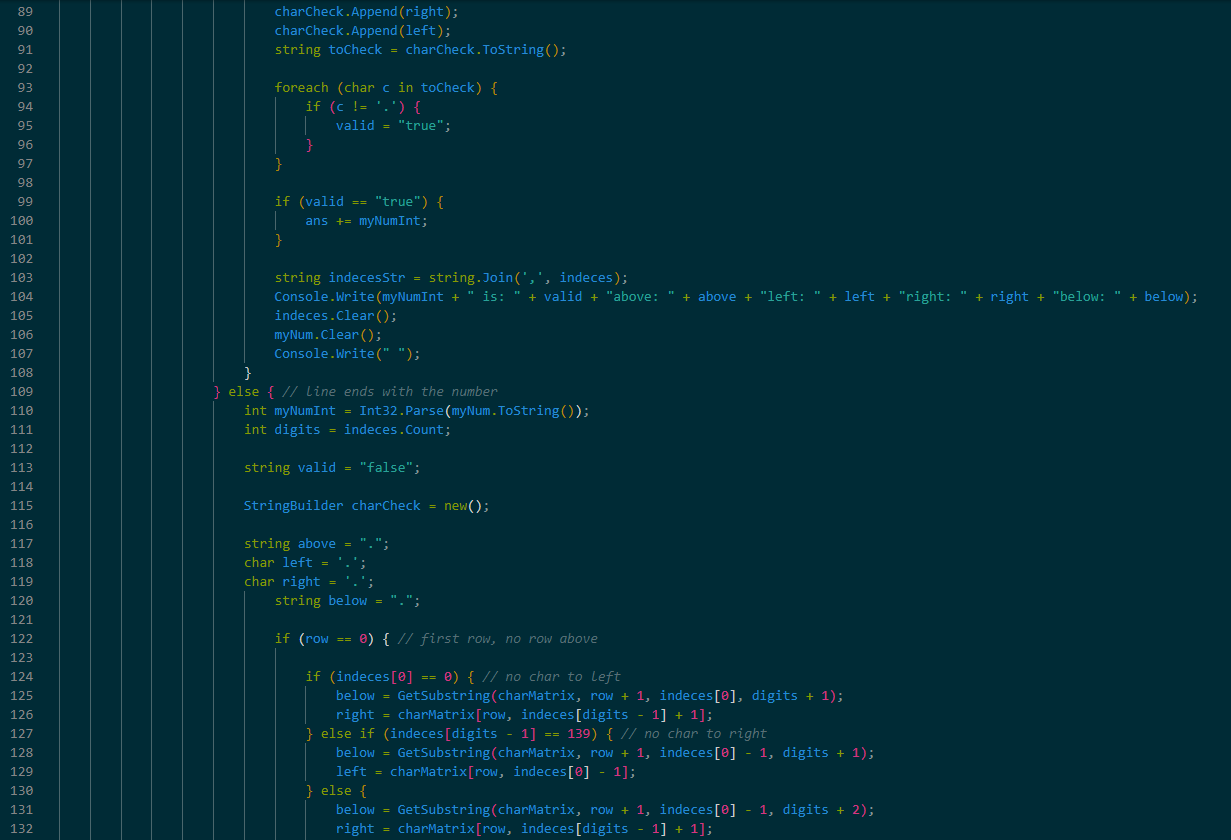 89 charCheck.Append(right);
90 charCheck.Append(left);
91 string toCheck = charCheck.ToString();
92
93 foreach (char c in toCheck) {
94 if (c != '.') {
95 valid = "true";
96 }
97 }
98
99 if (valid == "true") {
100 ans += myNumInt;
101 }
102
103 string indecesStr = string.Join(',', indeces);
104 Console.Write(myNumInt + " is: " + valid + "above: " + above + "left: " + left + "right: " + right + "below: " + below);
105 indeces.Clear();
106 myNum.Clear();
107 Console.Write(" ");
108 }
109 } else { // line ends with the number
110 int myNumInt = Int32.Parse(myNum.ToString());
111 int digits = indeces.Count;
112
113 string valid = "false";
114
115 StringBuilder charCheck = new();
116
117 string above = ".";
118 char left = '.';
119 char right = '.';
120 string below = ".";
121
122 if (row == 0) { // first row, no row above
123
124 if (indeces[0] == 0) { // no char to left
125 below = GetSubstring(charMatrix, row + 1, indeces[0], digits + 1);
126 right = charMatrix[row, indeces[digits - 1] + 1];
127 } else if (indeces[digits - 1] == 139) { // no char to right
128 below = GetSubstring(charMatrix, row + 1, indeces[0] - 1, digits + 1);
129 left = charMatrix[row, indeces[0] - 1];
130 } else {
131 below = GetSubstring(charMatrix, row + 1, indeces[0] - 1, digits + 2);
132 right = charMatrix[row, indeces[digits - 1] + 1];